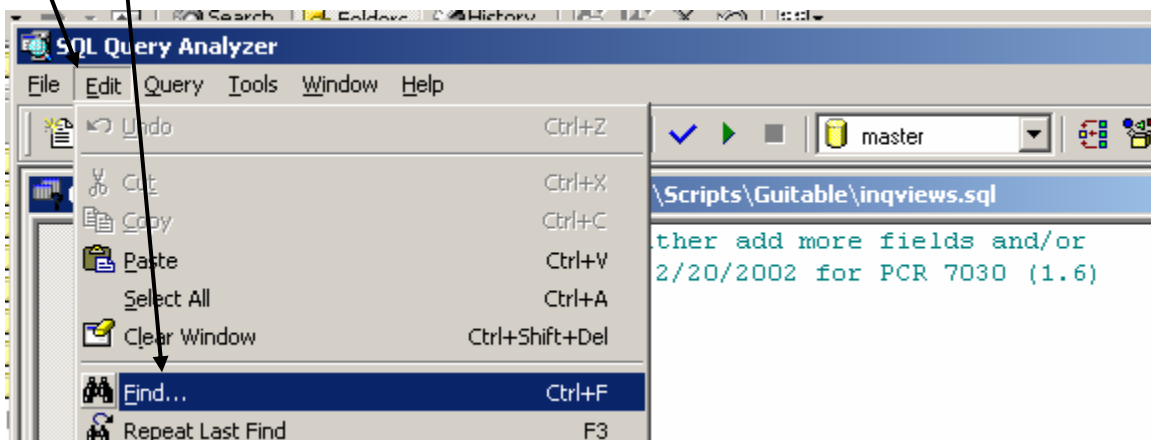 Search Folders History
SQL Query Analyzer
File Edit Query Tools Window Help
Undo Ctrl+Z
master
Cut Ctrl+X
\Scripts\Guitable\inqviews.sql
Copy Ctrl+C
ther add more fields and/or
Paste Ctrl+V
2/20/2002 for PCR 7030 (1.6)
Select All Ctrl+A
Clear Window Ctrl+Shift+Del
Find... Ctrl+F
Repeat Last Find F3